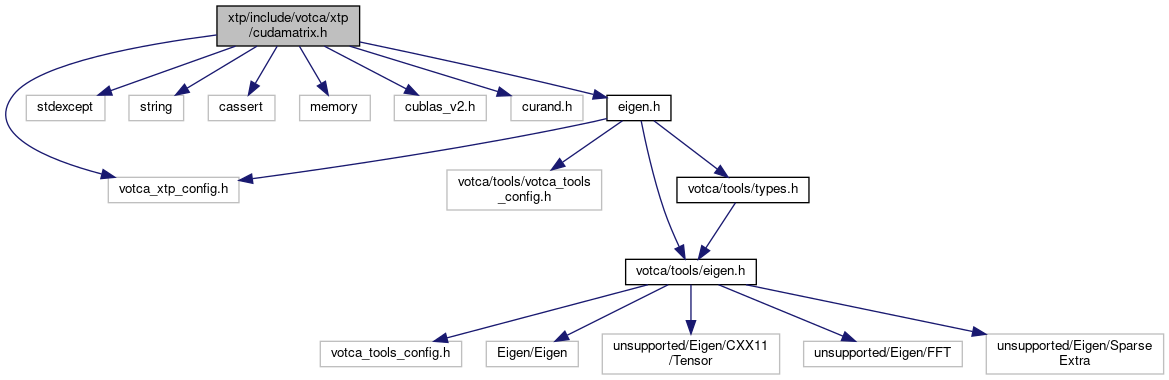 xtp/include/votca/xtp
/cudamatrix.h
stdexcept
string
cassert
memory
cublas_v2.h
curand.h
eigen.h
votca_xtp_config.h
votca/tools/votca_tools
_config.h
votca/tools/types.h
votca/tools/eigen.h
votca_tools_config.h
Eigen/Eigen
unsupported/Eigen/CXX11
/Tensor
unsupported/Eigen/FFT
unsupported/Eigen/Sparse
Extra